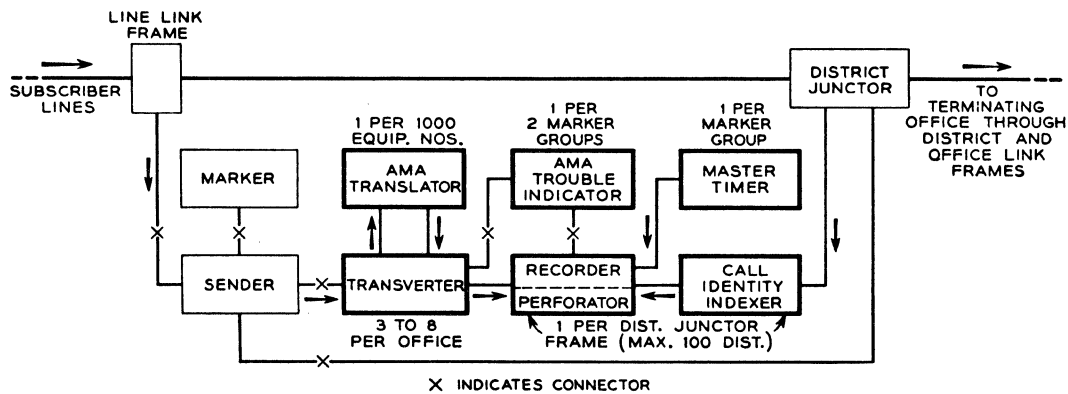 LINE LINK
FRAME
SUBSCRIBER
LINES
DISTRICT
JUNCTOR
TO
TERMINATING
OFFICE THROUGH
DISTRICT AND
OFFICE LINK
FRAMES
1 PER 1000
EQUIP. NOS.
1 PER
2 MARKER
GROUPS
1 PER
MARKER
GROUP
MARKER
AMA
TRANSLATOR
AMA
TROUBLE
INDICATOR
MASTER
TIMER
SENDER
TRANSVERTER
RECORDER
PERFORATOR
CALL
IDENTITY
INDEXER
3 TO 8
PER OFFICE
1 PER DIST. JUNCTOR
FRAME (MAX. 100 DIST.)
X INDICATES CONNECTOR